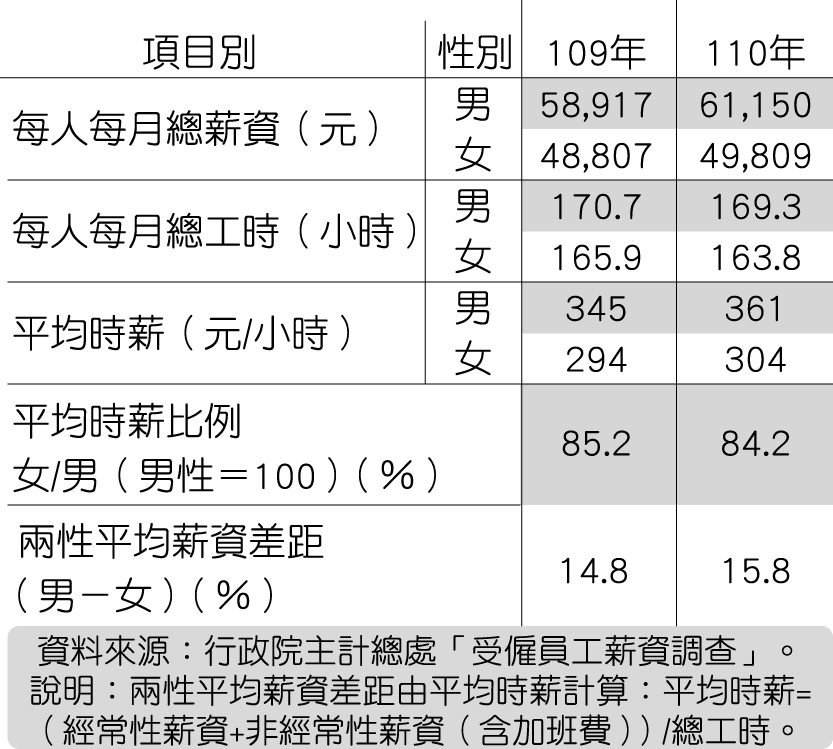 項目別 性別 109年 110年
每人每月總薪資（元） 男 58,917 61,150
女 48,807 49,809
每人每月總工時（小時） 男 170.7 169.3
女 165.9 163.8
平均時薪（元/小時） 男 345 361
女 294 304
平均時薪比例
女/男（男性＝100）（％） 85.2 84.2
兩性平均薪資差距
（男－女）（％） 14.8 15.8
資料來源：行政院主計總處「受僱員工薪資調查」。
說明：兩性平均薪資差距由平均時薪計算：平均時薪=
（經常性薪資+非經常性薪資（含加班費））/總工時。